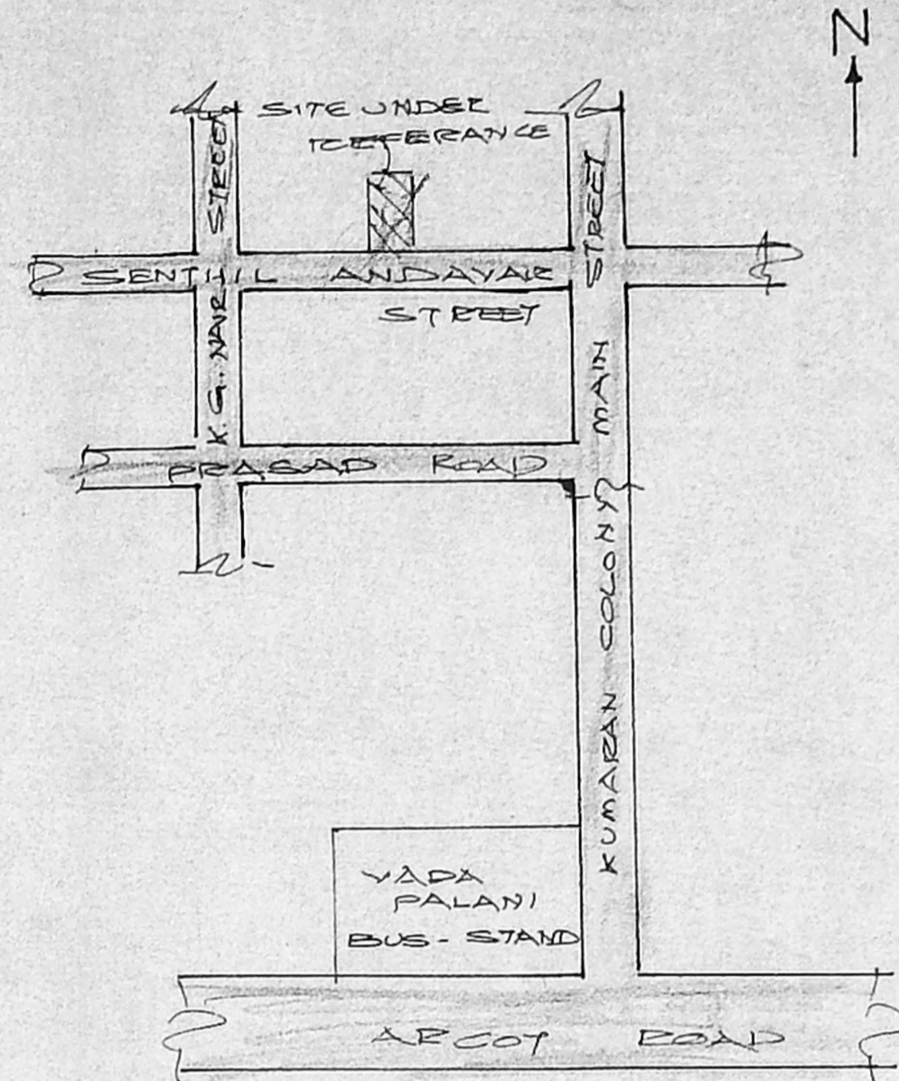 N
SITE UNDER
REFERANCE
K.G. NAIR STREET
SENTHIL ANDAVAR
STREET
KUMARAN COLONY MAIN STREET
PRASAD ROAD
VADA
PALANI
BUS-STAND
ARCOT ROAD